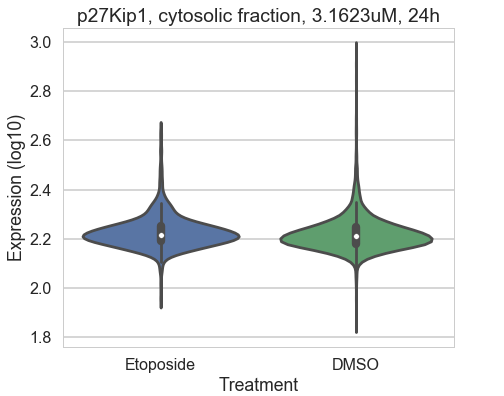 p27Kip1, cytosolic fraction, 3.1623uM, 24h
3.0
2.8
2.6
2.4
2.2
2.0
1.8
Expression (log10)
Etoposide DMSO
Treatment